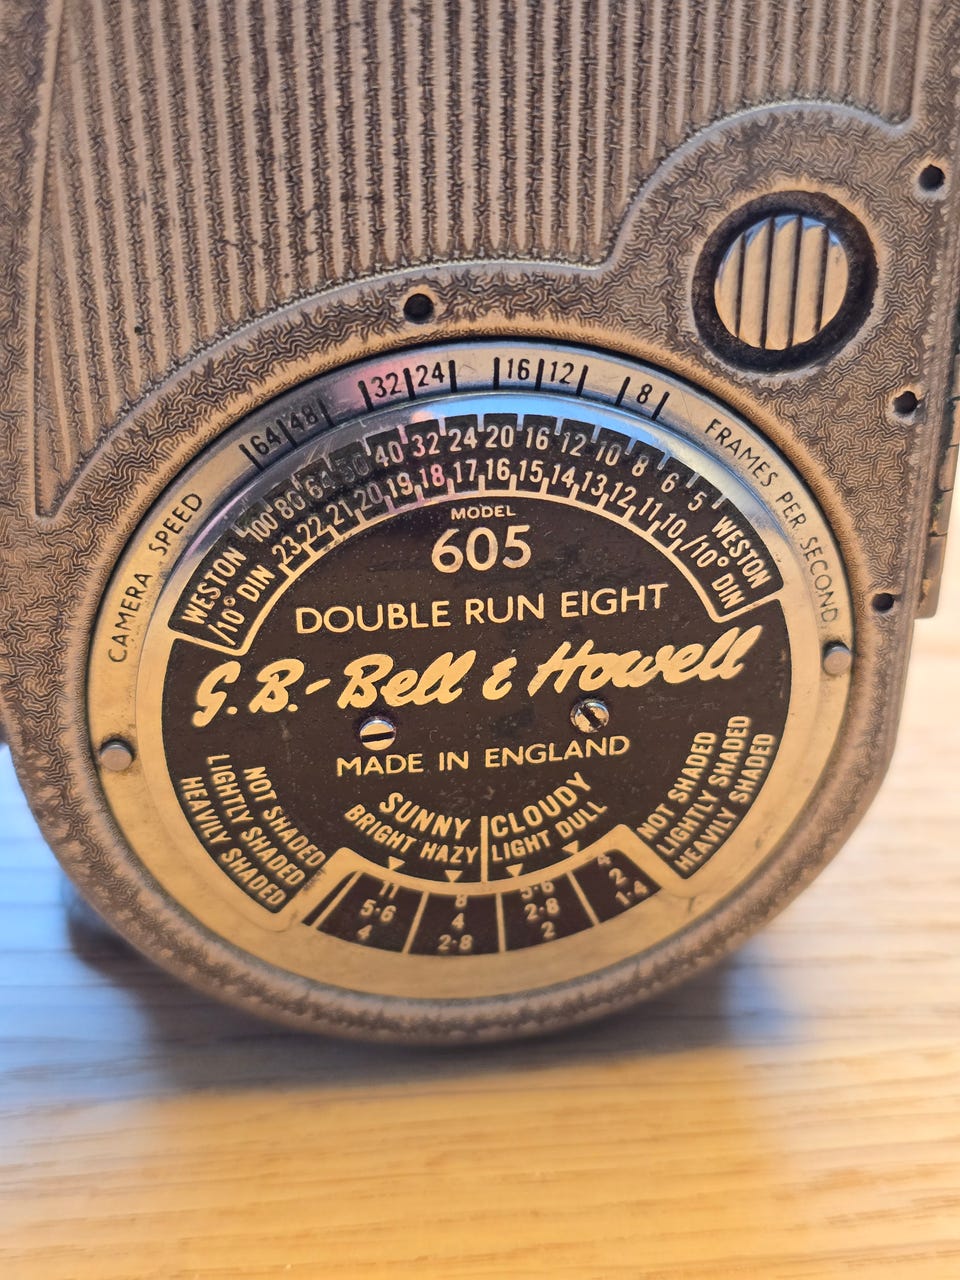 CAMERA SPEED
64 48 32 24 16 12 8
FRAMES PER SECOND
WESTON 100 80 64 50 40 32 24 20 16 12 10 8 6 5 WESTON
/10° DIN 23 22 21 20 19 18 17 16 15 14 13 12 11 10 /10° DIN
MODEL
605
DOUBLE RUN EIGHT
G.B.-Bell & Howell
MADE IN ENGLAND
SUNNY
BRIGHT HAZY
CLOUDY
LIGHT DULL
NOT SHADED
LIGHTLY SHADED
HEAVILY SHADED
11 8 5·6 4
5·6 4 2·8 2
4 2·8 2 1·4
NOT SHADED
LIGHTLY SHADED
HEAVILY SHADED